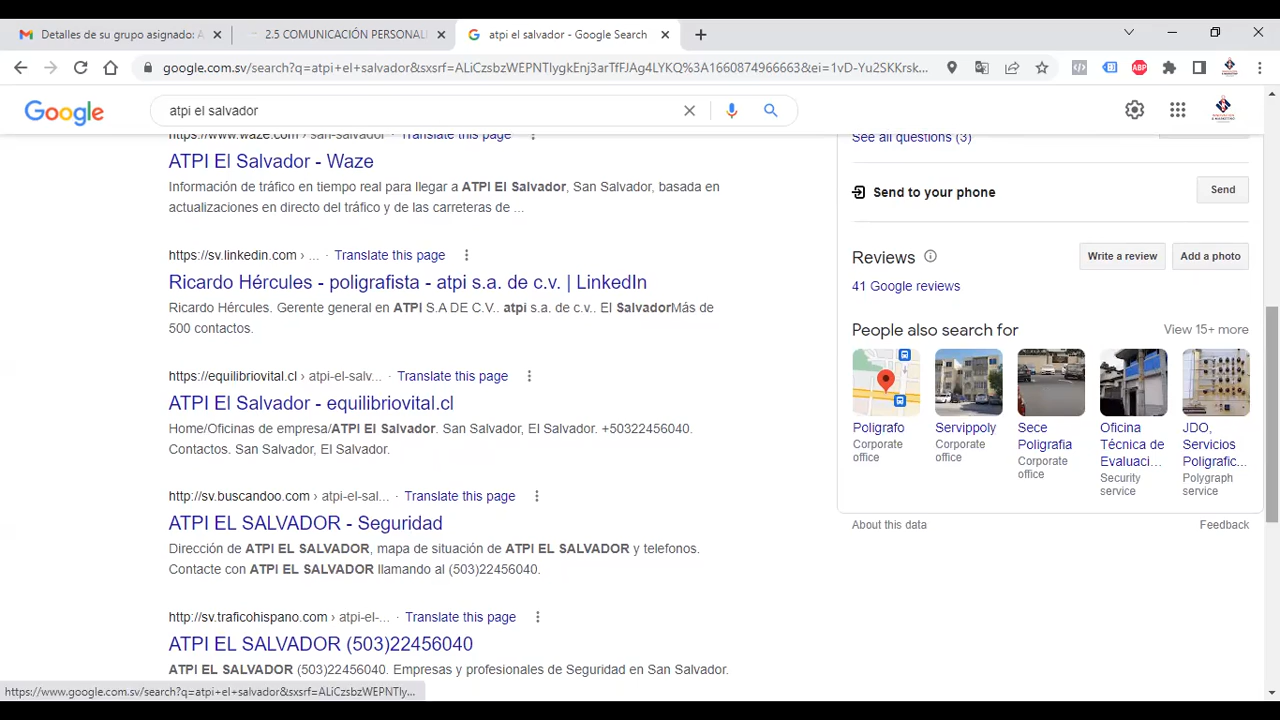 Detalles de su grupo asignado: A
2.5 COMUNICACIÓN PERSONAL
atpi el salvador - Google Search
google.com.sv/search?q=atpi+el+salvador&sxsrf=ALiCzsbzWEPNTlygkEnj3arTfFJAg4LYKQ%3A1660874966663&ei=1vD-Yu2SKKrsk...
Google
atpi el salvador
https://www.waze.com › san-salvador
Translate this page
ATPI El Salvador - Waze
Información de tráfico en tiempo real para llegar a ATPI El Salvador, San Salvador, basada en
actualizaciones en directo del tráfico y de las carreteras de ...
https://sv.linkedin.com › ... · Translate this page
Ricardo Hércules - poligrafista - atpi s.a. de c.v. | LinkedIn
Ricardo Hércules. Gerente general en ATPI S.A DE C.V.. atpi s.a. de c.v.. El SalvadorMás de
500 contactos.
https://equilibriovital.cl › atpi-el-salv... · Translate this page
ATPI El Salvador - equilibriovital.cl
Home/Oficinas de empresa/ATPI El Salvador. San Salvador, El Salvador. +50322456040.
Contactos. San Salvador, El Salvador.
http://sv.buscandoo.com › atpi-el-sal... · Translate this page
ATPI EL SALVADOR - Seguridad
Dirección de ATPI EL SALVADOR, mapa de situación de ATPI EL SALVADOR y telefonos.
Contacte con ATPI EL SALVADOR llamando al (503)22456040.
http://sv.traficohispano.com › atpi-el-... · Translate this page
ATPI EL SALVADOR (503)22456040
ATPI EL SALVADOR (503)22456040. Empresas y profesionales de Seguridad en San Salvador.
See all questions (3)
Send to your phone
Send
Reviews
Write a review
Add a photo
41 Google reviews
People also search for
View 15+ more
Poligrafo
Corporate
office
Servippoly
Corporate
office
Sece
Poligrafia
Corporate
office
Oficina
Técnica de
Evaluaci...
Security
service
JDO,
Servicios
Poligrafic...
Polygraph
service
About this data
Feedback
https://www.google.com.sv/search?q=atpi+el+salvador&sxsrf=ALiCzsbzWEPNTly...